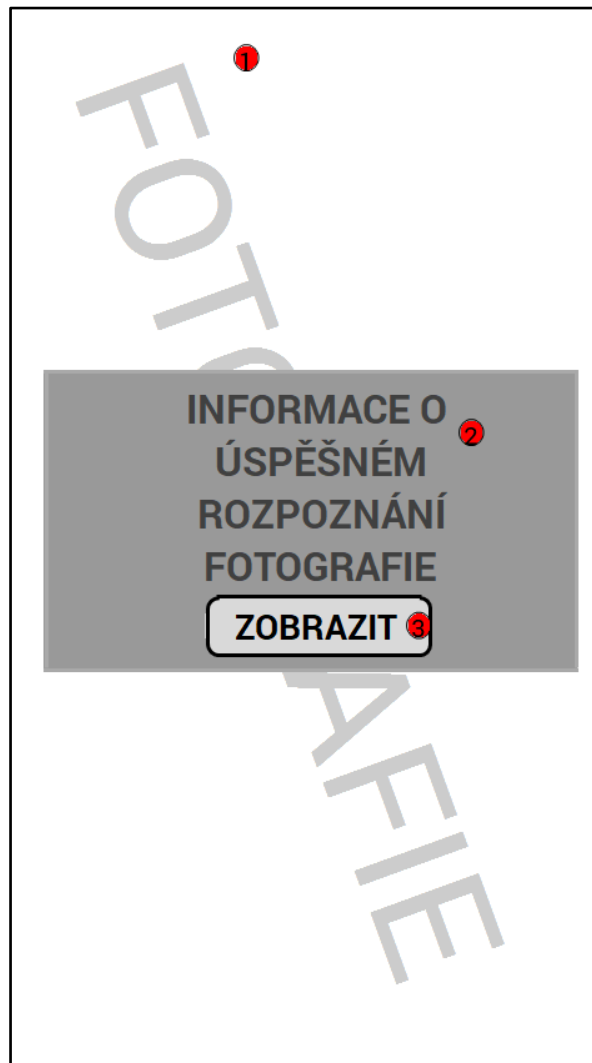 1
FOTOGRAFIE
INFORMACE O
2
ÚSPĚŠNÉM
ROZPOZNÁNÍ
FOTOGRAFIE
ZOBRAZIT 3